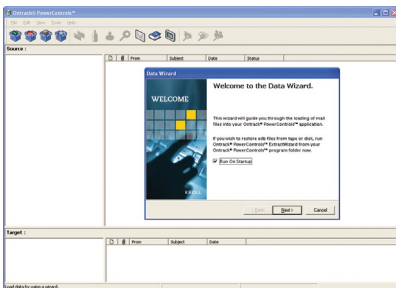 Ontrack® PowerControls™
File Edit View Tools Help
Source :
From Subject Date Status
Data Wizard
WELCOME
KROLL
Welcome to the Data Wizard.
This wizard will guide you through the loading of mail
files into your Ontrack® PowerControls™ application.
If you wish to restore edb files from tape or disk, run
Ontrack® PowerControls™ ExtractWizard from your
Ontrack® PowerControls™ program folder now.
Run On Startup
< Back Next > Cancel
Target :
From Subject Date
Load data by using a wizard.